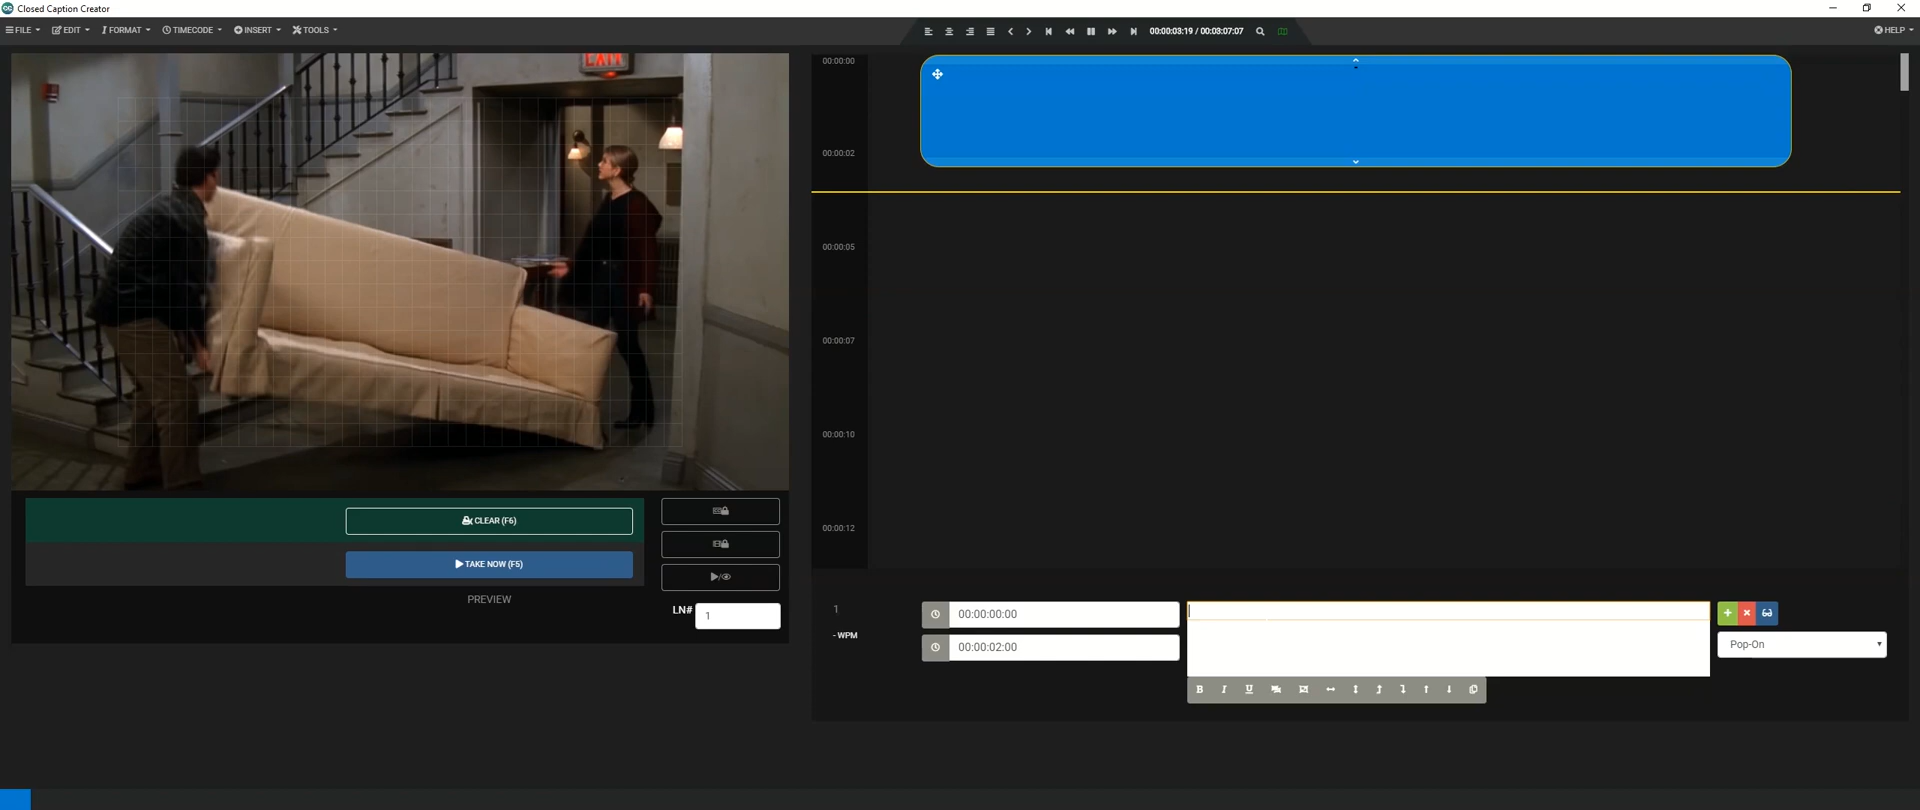 Closed Caption Creator
FILE EDIT FORMAT TIMECODE INSERT TOOLS 00:00:03:19 / 00:03:07:07 HELP
EXIT
00:00:00
00:00:02
00:00:05
00:00:07
00:00:10
00:00:12
CLEAR (F6)
TAKE NOW (F5)
PREVIEW
LN# 1
1 00:00:00:00
- WPM 00:00:02:00 Pop-On
B I U